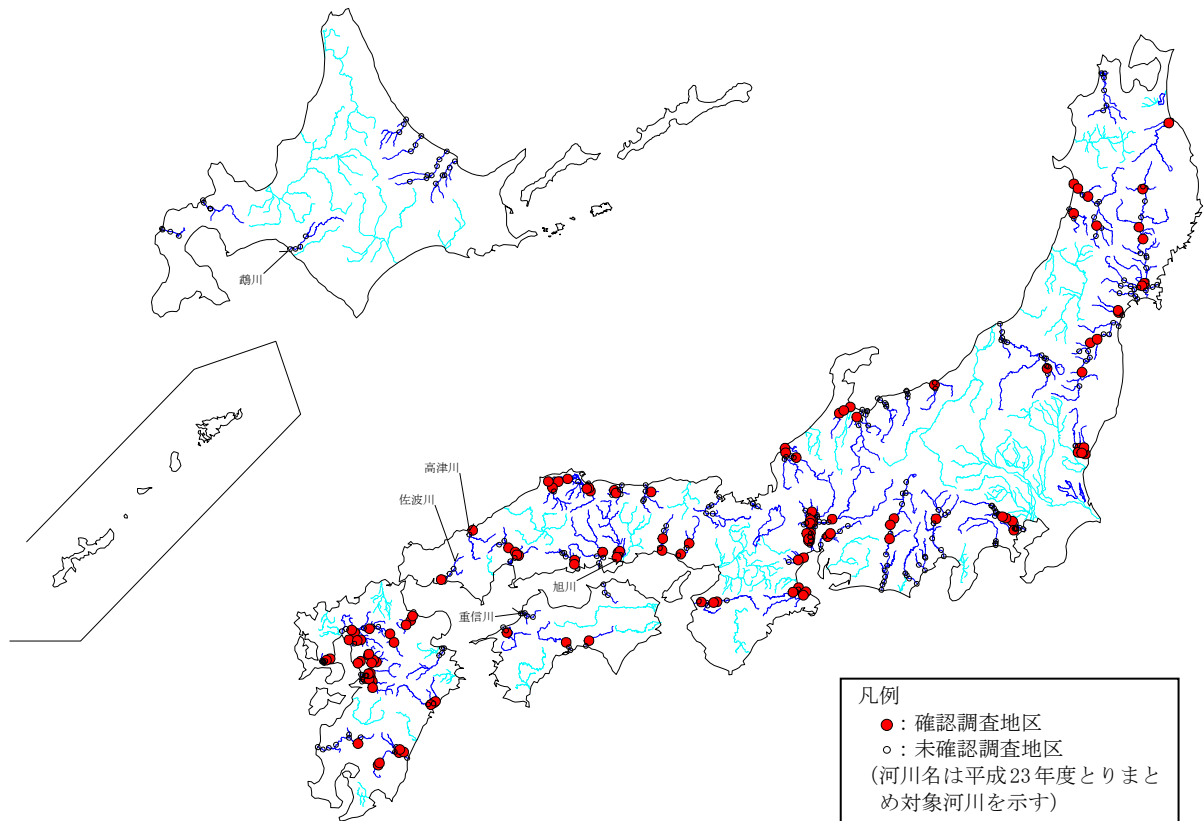 鵡川
高津川
佐波川
旭川
重信川
凡例
●：確認調査地区
○：未確認調査地区
(河川名は平成23年度とりまと
め対象河川を示す)